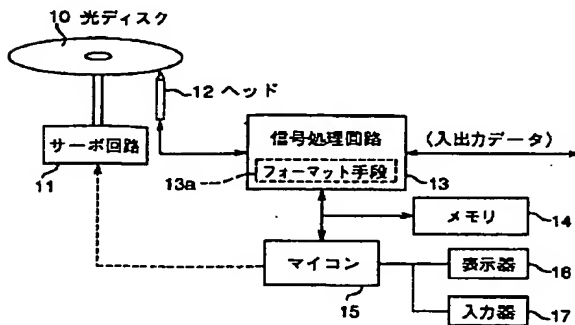 10 光ディスク
12 ヘッド
サーボ回路
11
信号処理回路
(入出力データ)
13a
フォーマット手段
13
メモリ
14
マイコン
15
表示器
16
入力器
17